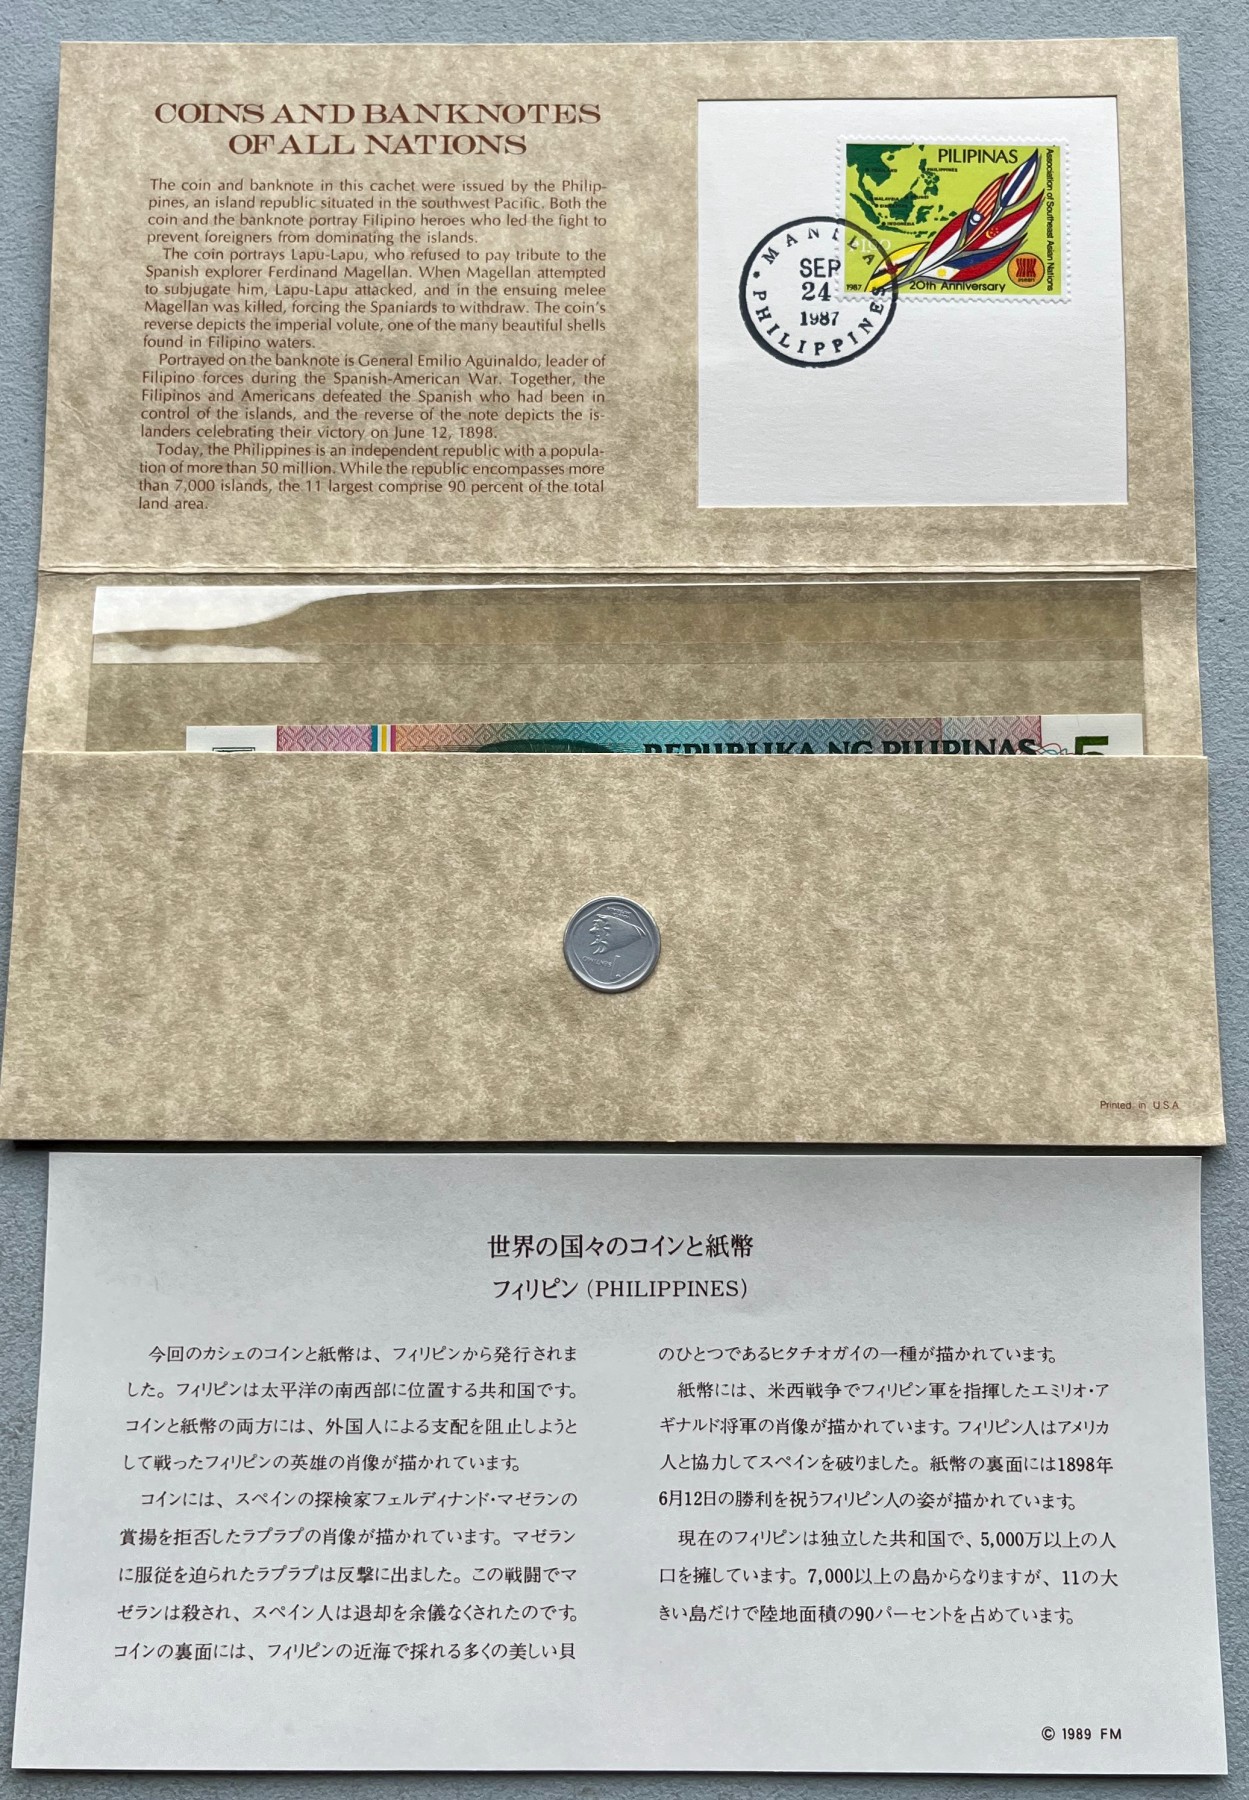 COINS AND BANKNOTES
OF ALL NATIONS
The coin and banknote in this cachet were issued by the Philip-
pines, an island republic situated in the southwest Pacific. Both the
coin and the banknote portray Filipino heroes who led the fight to
prevent foreigners from dominating the islands.
The coin portrays Lapu-Lapu, who refused to pay tribute to the
Spanish explorer Ferdinand Magellan. When Magellan attempted
to subjugate him, Lapu-Lapu attacked, and in the ensuing melee
Magellan was killed, forcing the Spaniards to withdraw. The coin's
reverse depicts the imperial volute, one of the many beautiful shells
found in Filipino waters.
Portrayed on the banknote is General Emilio Aguinaldo, leader of
Filipino forces during the Spanish-American War. Together, the
Filipinos and Americans defeated the Spanish who had been in
control of the islands, and the reverse of the note depicts the is-
landers celebrating their victory on June 12, 1898.
Today, the Philippines is an independent republic with a popula-
tion of more than 50 million. While the republic encompasses more
than 7,000 islands, the 11 largest comprise 90 percent of the total
land area.
PILIPINAS
Association of Southeast Asian Nations
1987
20th Anniversary
MANILA
SEP
24
1987
PHILIPPINES
REPUBLIKA NG PILIPINAS
5
Printed in U.S.A.
世界の国々のコインと紙幣
フィリピン (PHILIPPINES)
今回のカシェのコインと紙幣は、フィリピンから発行されま
した。フィリピンは太平洋の南西部に位置する共和国です。
コインと紙幣の両方には、外国人による支配を阻止しようと
して戦ったフィリピンの英雄の肖像が描かれています。
コインには、スペインの探検家フェルディナンド・マゼランの
賞揚を拒否したラプラプの肖像が描かれています。マゼラン
に服従を迫られたラプラプは反撃に出ました。この戦闘でマ
ゼランは殺され、スペイン人は退却を余儀なくされたのです。
コインの裏面には、フィリピンの近海で採れる多くの美しい貝
のひとつであるヒタチオガイの一種が描かれています。
紙幣には、米西戦争でフィリピン軍を指揮したエミリオ・ア
ギナルド将軍の肖像が描かれています。フィリピン人はアメリカ
人と協力してスペインを破りました。紙幣の裏面には1898年
6月12日の勝利を祝うフィリピン人の姿が描かれています。
現在のフィリピンは独立した共和国で、5,000万以上の人
口を擁しています。7,000以上の島からなりますが、11の大
きい島だけで陸地面積の90パーセントを占めています。
© 1989 FM